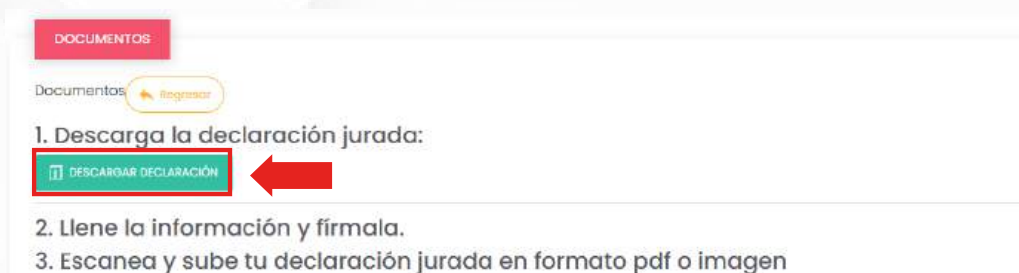 DOCUMENTOS
Documentos Regresar
1. Descarga la declaración jurada:
DESCARGAR DECLARACIÓN
2. Llene la información y fírmala.
3. Escanea y sube tu declaración jurada en formato pdf o imagen